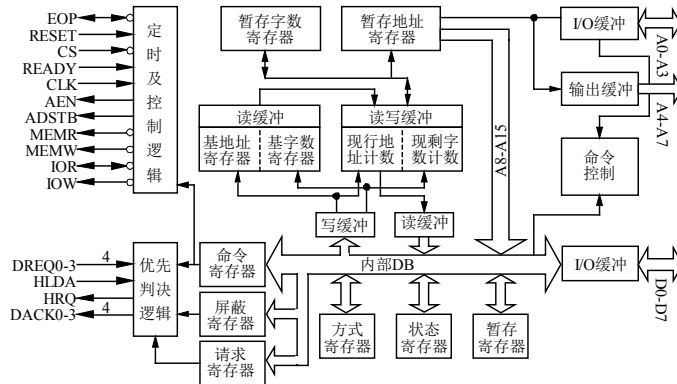 EOP
RESET
CS
READY
CLK
AEN
ADSTB
MEMR
MEMW
IOR
IOW
定时及控制逻辑
暂存字数
寄存器
暂存地址
寄存器
I/O缓冲
A0-A3
输出缓冲
A4-A7
读缓冲
基地址
寄存器
基字数
寄存器
读写缓冲
现行地
址计数
现剩字
数计数
A8-A15
命令
控制
写缓冲
读缓冲
DREQ0-3
4
HLDA
HRQ
DACK0-3
4
优先
判决
逻辑
命令
寄存器
内部DB
I/O缓冲
D0-D7
屏蔽
寄存器
请求
寄存器
方式
寄存器
状态
寄存器
暂存
寄存器